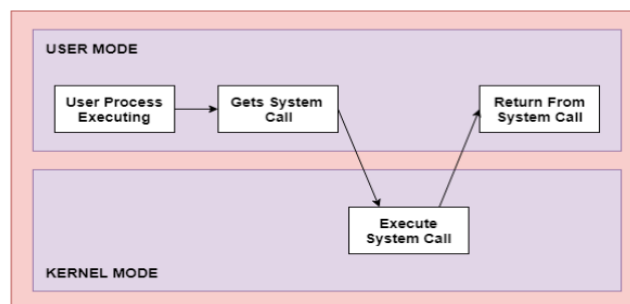 USER MODE
User Process
Executing
Gets System
Call
Return From
System Call
Execute
System Call
KERNEL MODE